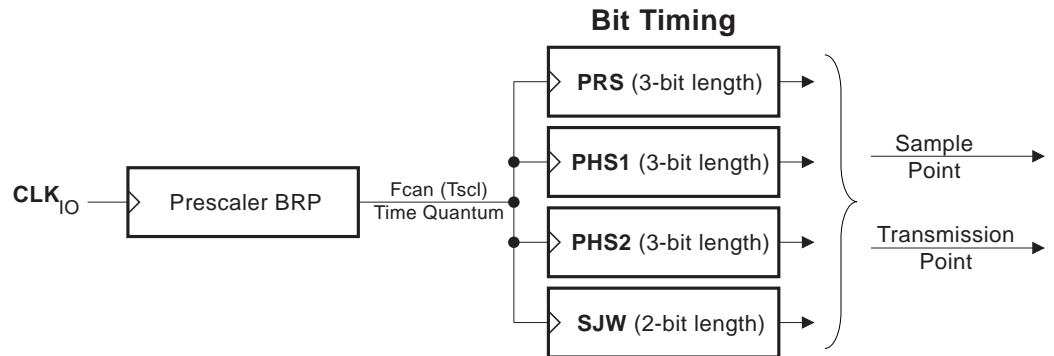 Bit Timing
PRS (3-bit length)
PHS1 (3-bit length)
Sample
Point
CLK_IO
Prescaler BRP
Fcan (Tscl)
Time Quantum
PHS2 (3-bit length)
Transmission
Point
SJW (2-bit length)